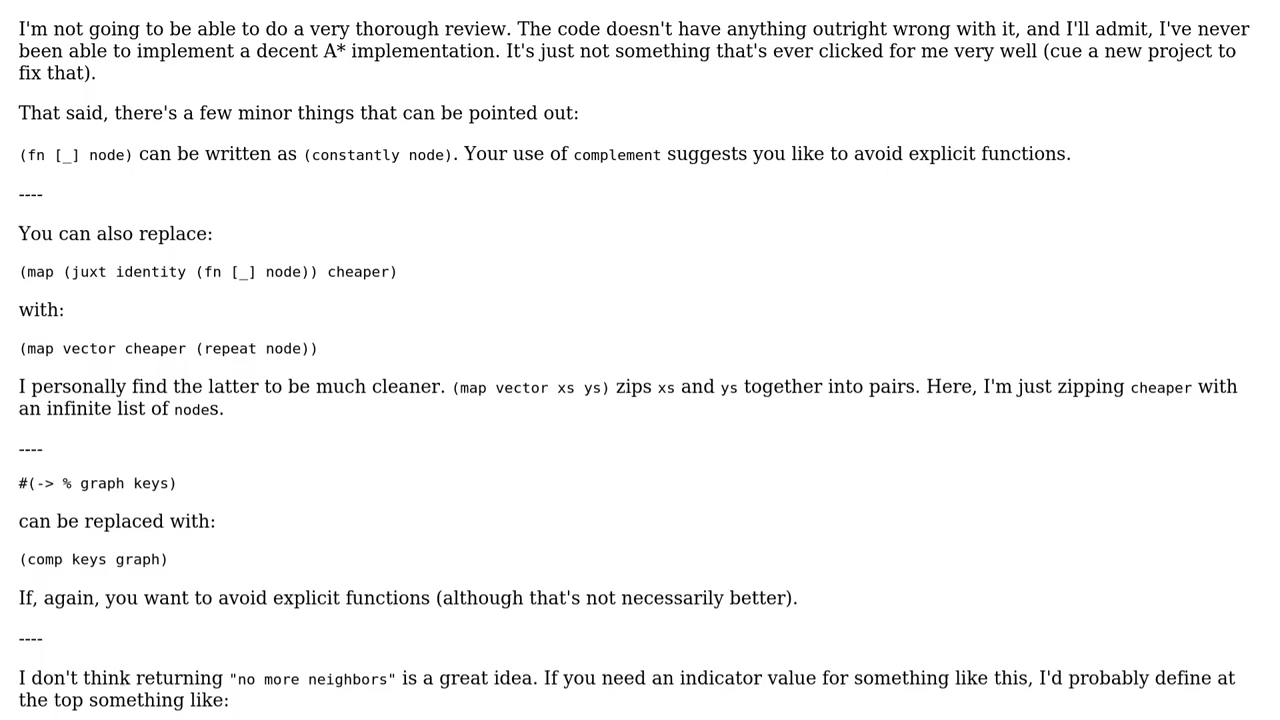 I'm not going to be able to do a very thorough review. The code doesn't have anything outright wrong with it, and I'll admit, I've never
been able to implement a decent A* implementation. It's just not something that's ever clicked for me very well (cue a new project to
fix that).
That said, there's a few minor things that can be pointed out:
(fn [_] node) can be written as (constantly node). Your use of complement suggests you like to avoid explicit functions.
----
You can also replace:
(map (juxt identity (fn [_] node)) cheaper)
with:
(map vector cheaper (repeat node))
I personally find the latter to be much cleaner. (map vector xs ys) zips xs and ys together into pairs. Here, I'm just zipping cheaper with
an infinite list of nodes.
----
#(-> % graph keys)
can be replaced with:
(comp keys graph)
If, again, you want to avoid explicit functions (although that's not necessarily better).
----
I don't think returning "no more neighbors" is a great idea. If you need an indicator value for something like this, I'd probably define at
the top something like: